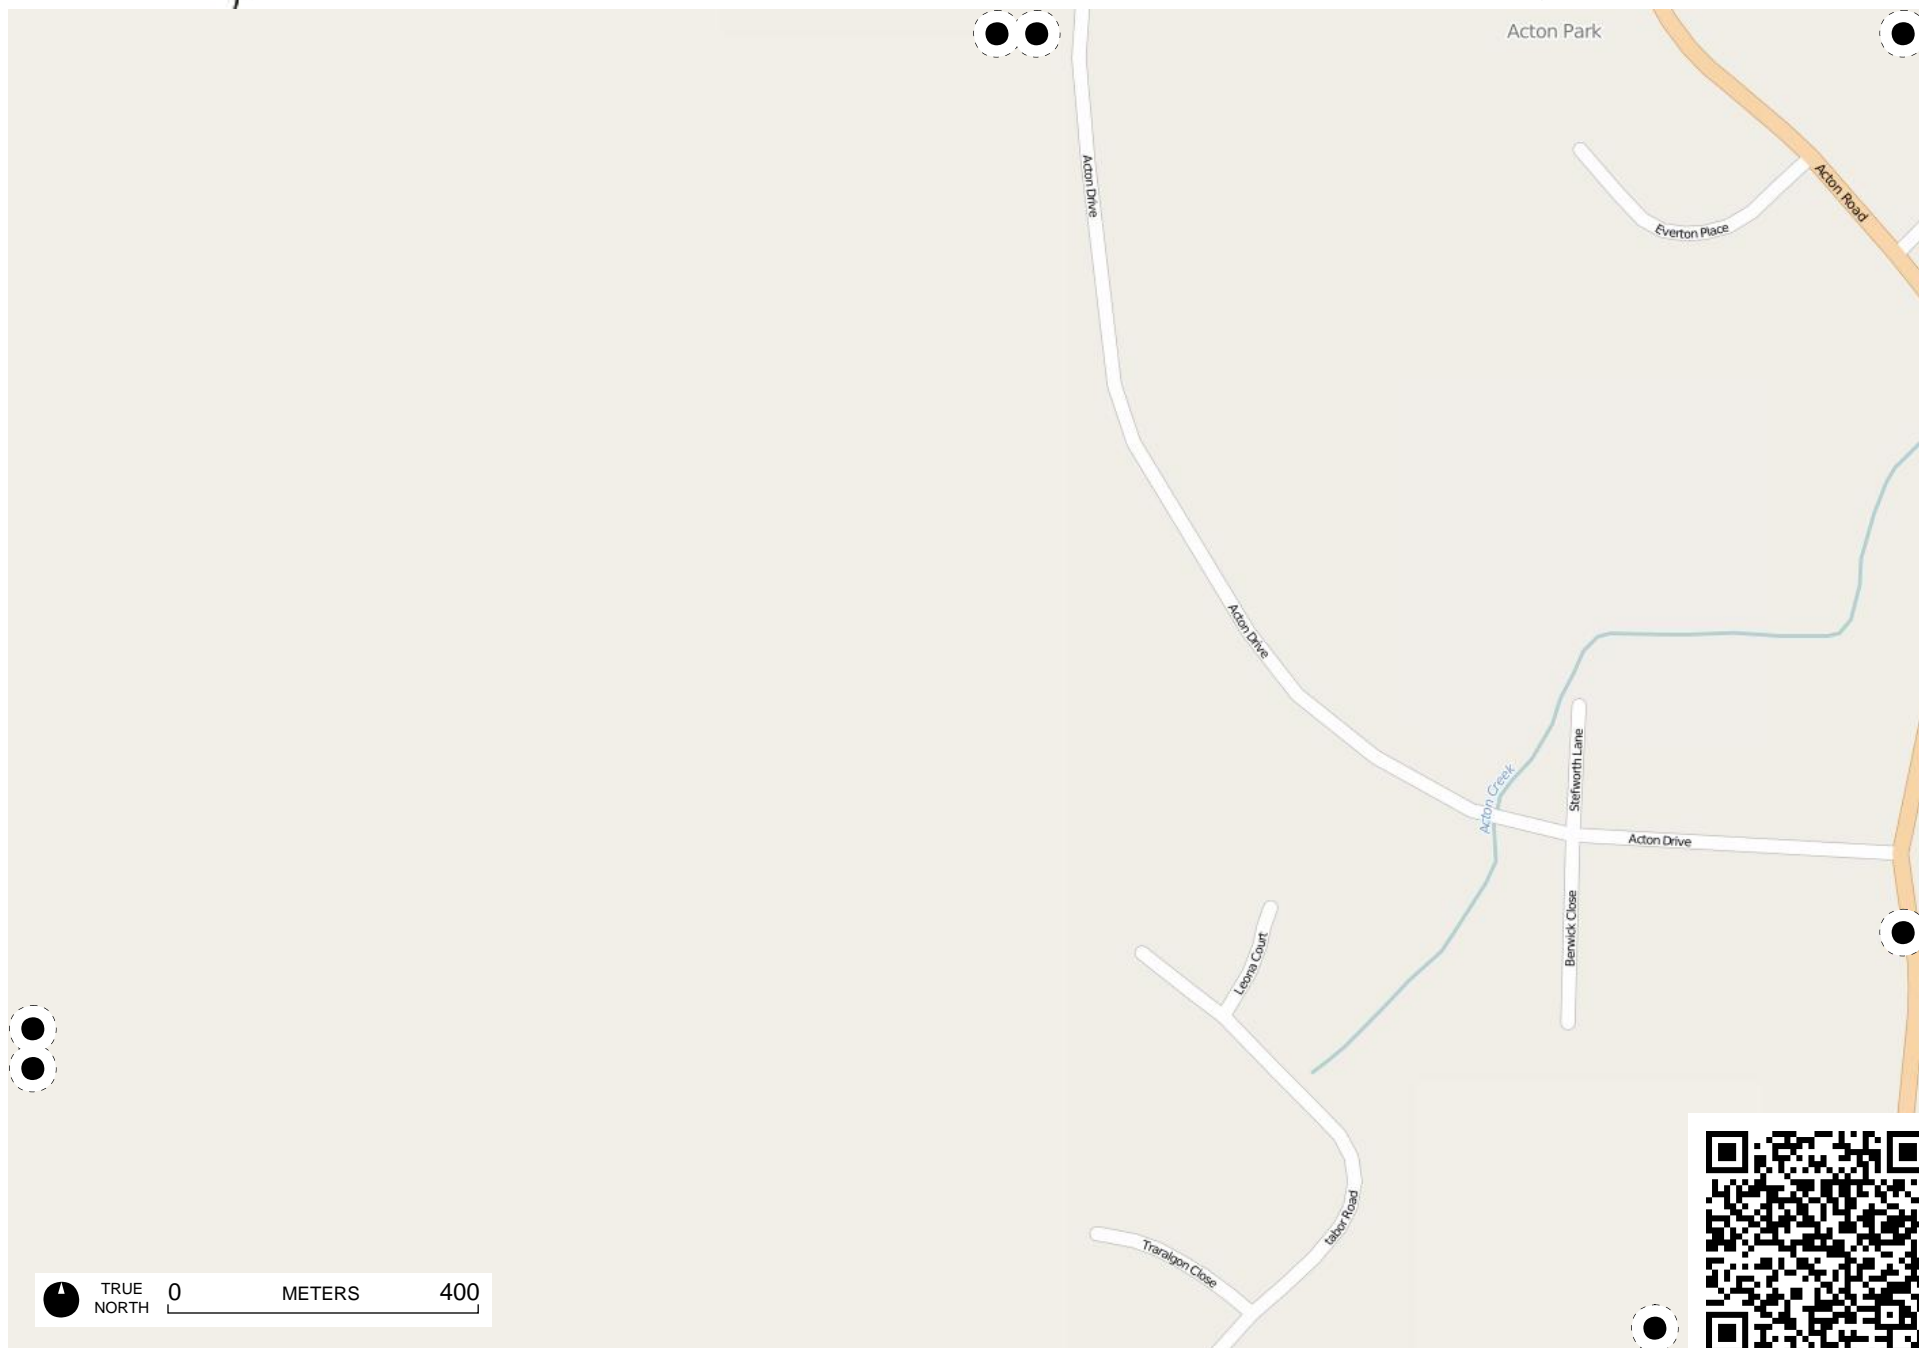 Acton Park
Acton Drive
Acton Road
Everton Place
Acton Drive
Stefworth Lane
Acton Creek
Acton Drive
Berwick Close
Leona Court
tabor Road
Traralgon Close
TRUE
NORTH
0 METERS 400